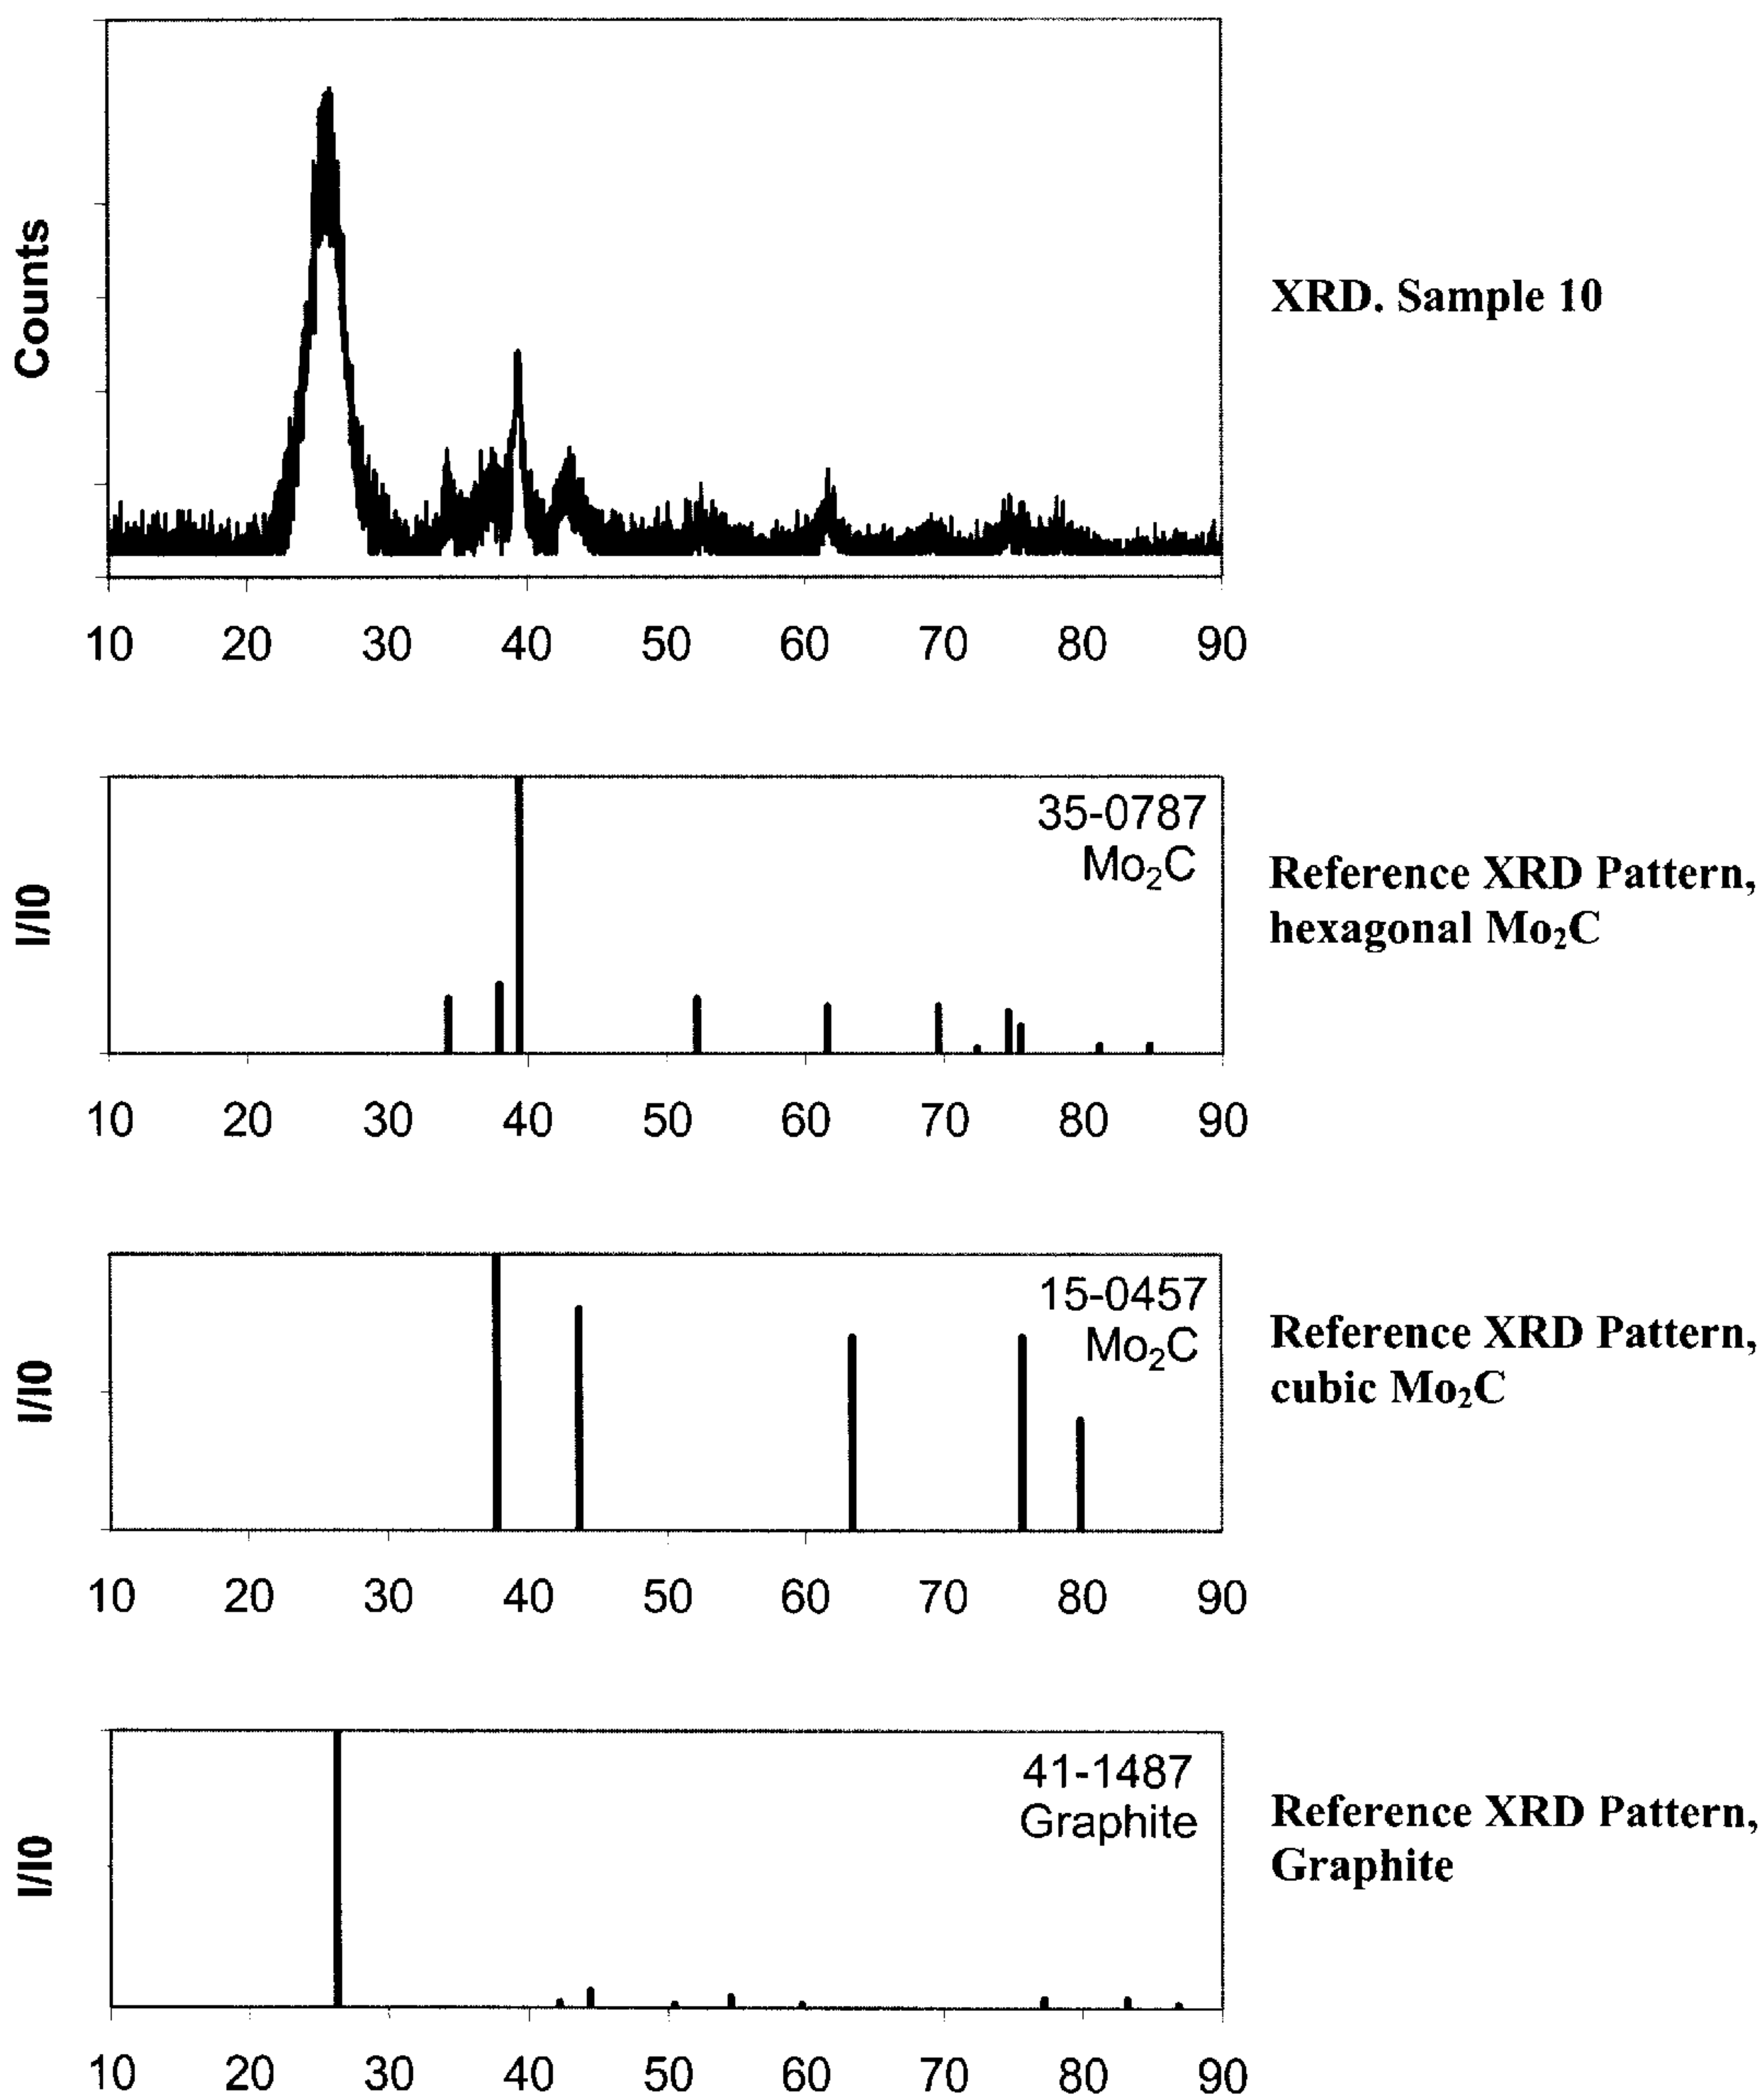 Counts
XRD. Sample 10
10 20 30 40 50 60 70 80 90
I/I0
35-0787
Mo₂C
Reference XRD Pattern,
hexagonal Mo₂C
10 20 30 40 50 60 70 80 90
I/I0
15-0457
Mo₂C
Reference XRD Pattern,
cubic Mo₂C
10 20 30 40 50 60 70 80 90
I/I0
41-1487
Graphite
Reference XRD Pattern,
Graphite
10 20 30 40 50 60 70 80 90